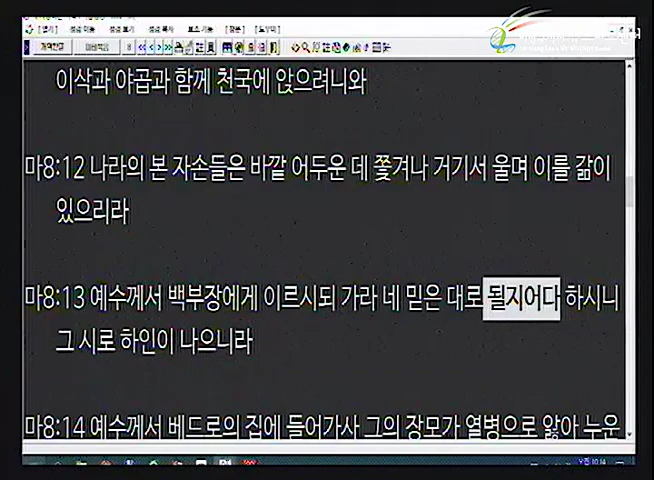 이삭과 야곱과 함께 천국에 앉으려니와
마8:12 나라의 본 자손들은 바깥 어두운 데 쫓겨나 거기서 울며 이를 갊이
있으리라
마8:13 예수께서 백부장에게 이르시되 가라 네 믿은 대로 될지어다 하시니
그 시로 하인이 나으니라
마8:14 예수께서 베드로의 집에 들어가사 그의 장모가 열병으로 앓아 누운